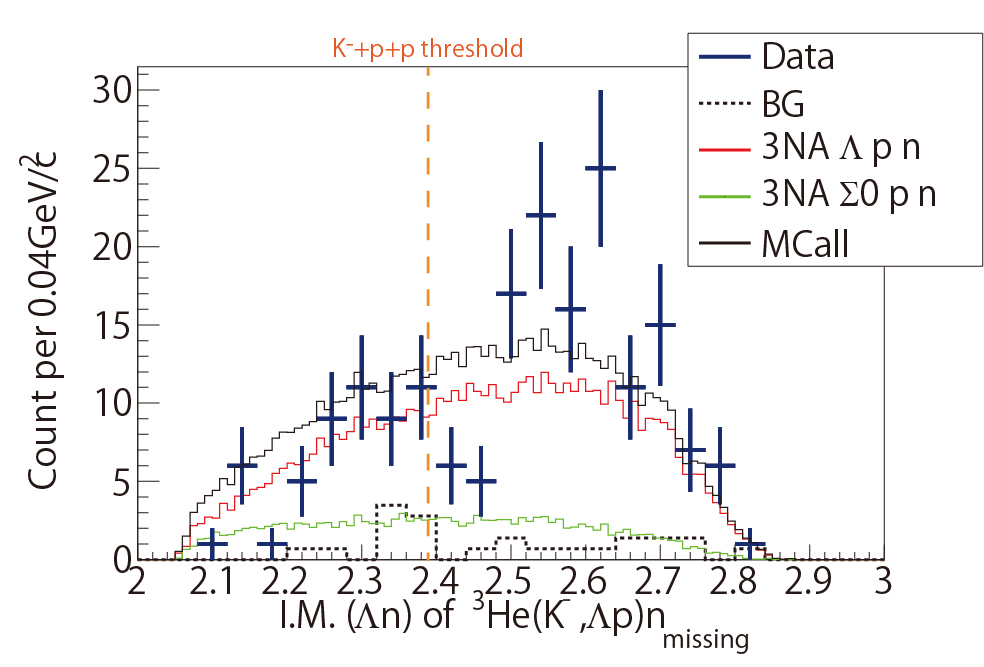 K⁻+p+p threshold
Data
BG
3NA Λ p n
3NA Σ0 p n
MCall
Count per 0.04GeV/c²
30
25
20
15
10
5
0
2 2.1 2.2 2.3 2.4 2.5 2.6 2.7 2.8 2.9 3
I.M. (Λn) of ³He(K⁻,Λp)n missing